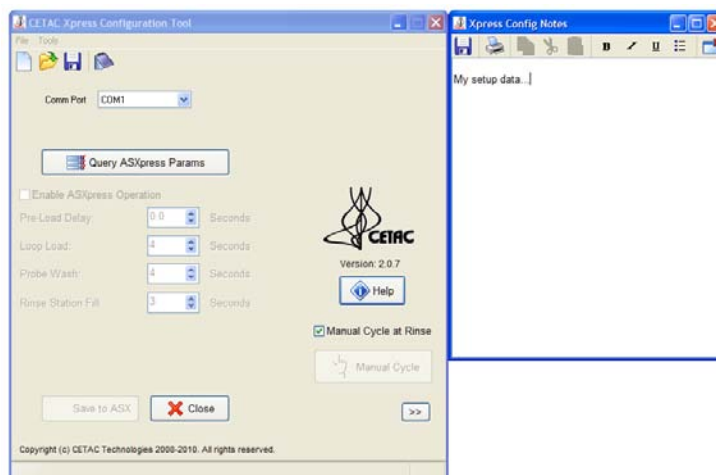 CETAC Xpress Configuration Tool
File Tools
Comm Port COM1
Query ASXpress Params
Enable ASXpress Operation
Pre-Load Delay: 0.0 Seconds
Loop Load: 4 Seconds
Probe Wash: 4 Seconds
Rinse Station Fill 3 Seconds
CETAC
Version: 2.0.7
Help
Manual Cycle at Rinse
Manual Cycle
Save to ASX Close >>
Copyright (c) CETAC Technologies 2008-2010. All rights reserved.
Xpress Config Notes
B I U
My setup data...